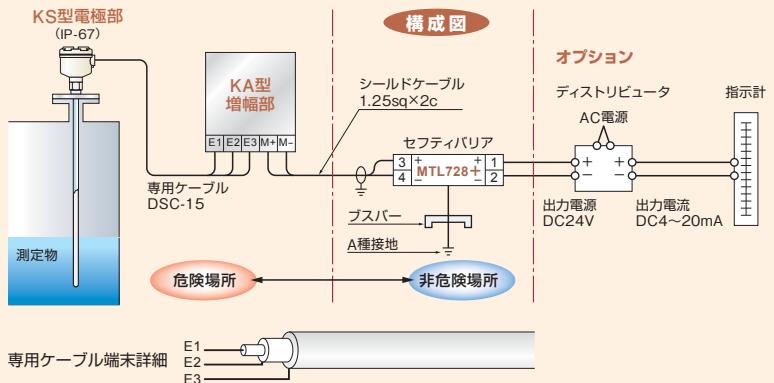 構成図
KS型電極部
(IP-67)
KA型
増幅部
E1 E2 E3 M+ M−
シールドケーブル
1.25sq×2c
専用ケーブル
DSC-15
測定物
セフティバリア
3 + MTL728+ + 1
4 − − 2
ブスバー
A種接地
オプション
ディストリビュータ
AC電源
+ +
− −
出力電源
DC24V
出力電流
DC4～20mA
指示計
危険場所
非危険場所
専用ケーブル端末詳細
E1
E2
E3